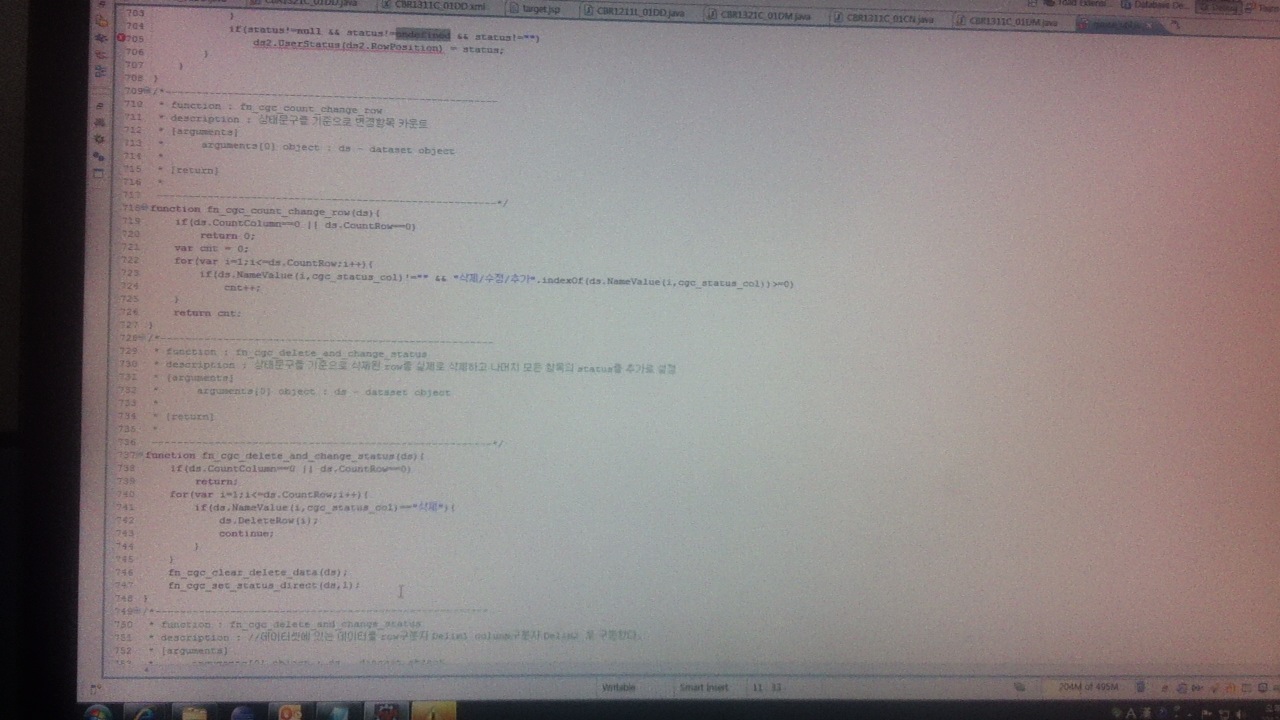 CBR1321C_01DD.java CBR1311C_01DD.xml target.jsp CBR1211L_01DD.java CBR1321C_01DM.java CBR1311C_01CN.java CBR1311C_01DM.java
703 }
704 if(status!=null && status!=undefined && status!="")
705 ds2.UserStatus(ds2.RowPosition) = status;
706 }
707 }
708 }
709 /*----------------------------------------------------
710 * function : fn_cgc_count_change_row
711 * description : 상태문구를 기준으로 변경항목 카운트
712 * [arguments]
713 * arguments[0] object : ds - dataset object
714 *
715 * [return]
716 *
717 ----------------------------------------------------*/
718 function fn_cgc_count_change_row(ds){
719 if(ds.CountColumn==0 || ds.CountRow==0)
720 return 0;
721 var cnt = 0;
722 for(var i=1;i<=ds.CountRow;i++){
723 if(ds.NameValue(i,cgc_status_col)!="" && "삭제/수정/추가".indexOf(ds.NameValue(i,cgc_status_col))>=0)
724 cnt++;
725 }
726 return cnt;
727 }
728 /*----------------------------------------------------
729 * function : fn_cgc_delete_and_change_status
730 * description : 상태문구를 기준으로 삭제된 row를 실제로 삭제하고 나머지 모든 항목의 status를 추가로 설정
731 * [arguments]
732 * arguments[0] object : ds - dataset object
733 *
734 * [return]
735 *
736 ----------------------------------------------------*/
737 function fn_cgc_delete_and_change_status(ds){
738 if(ds.CountColumn==0 || ds.CountRow==0)
739 return;
740 for(var i=1;i<=ds.CountRow;i++){
741 if(ds.NameValue(i,cgc_status_col)=="삭제"){
742 ds.DeleteRow(i);
743 continue;
744 }
745 }
746 fn_cgc_clear_delete_data(ds);
747 fn_cgc_set_status_direct(ds,1);
748 }
749 /*----------------------------------------------------
750 * function : fn_cgc_delete_and_change_status
751 * description : //데이터셋에 있는 데이터를 row구분자 Delim1 column구분자 Delim2 로 구분한다.
752 * [arguments]
753 * arguments[0] object : ds - dataset object
Writable Smart Insert 11 : 33 204M of 495M